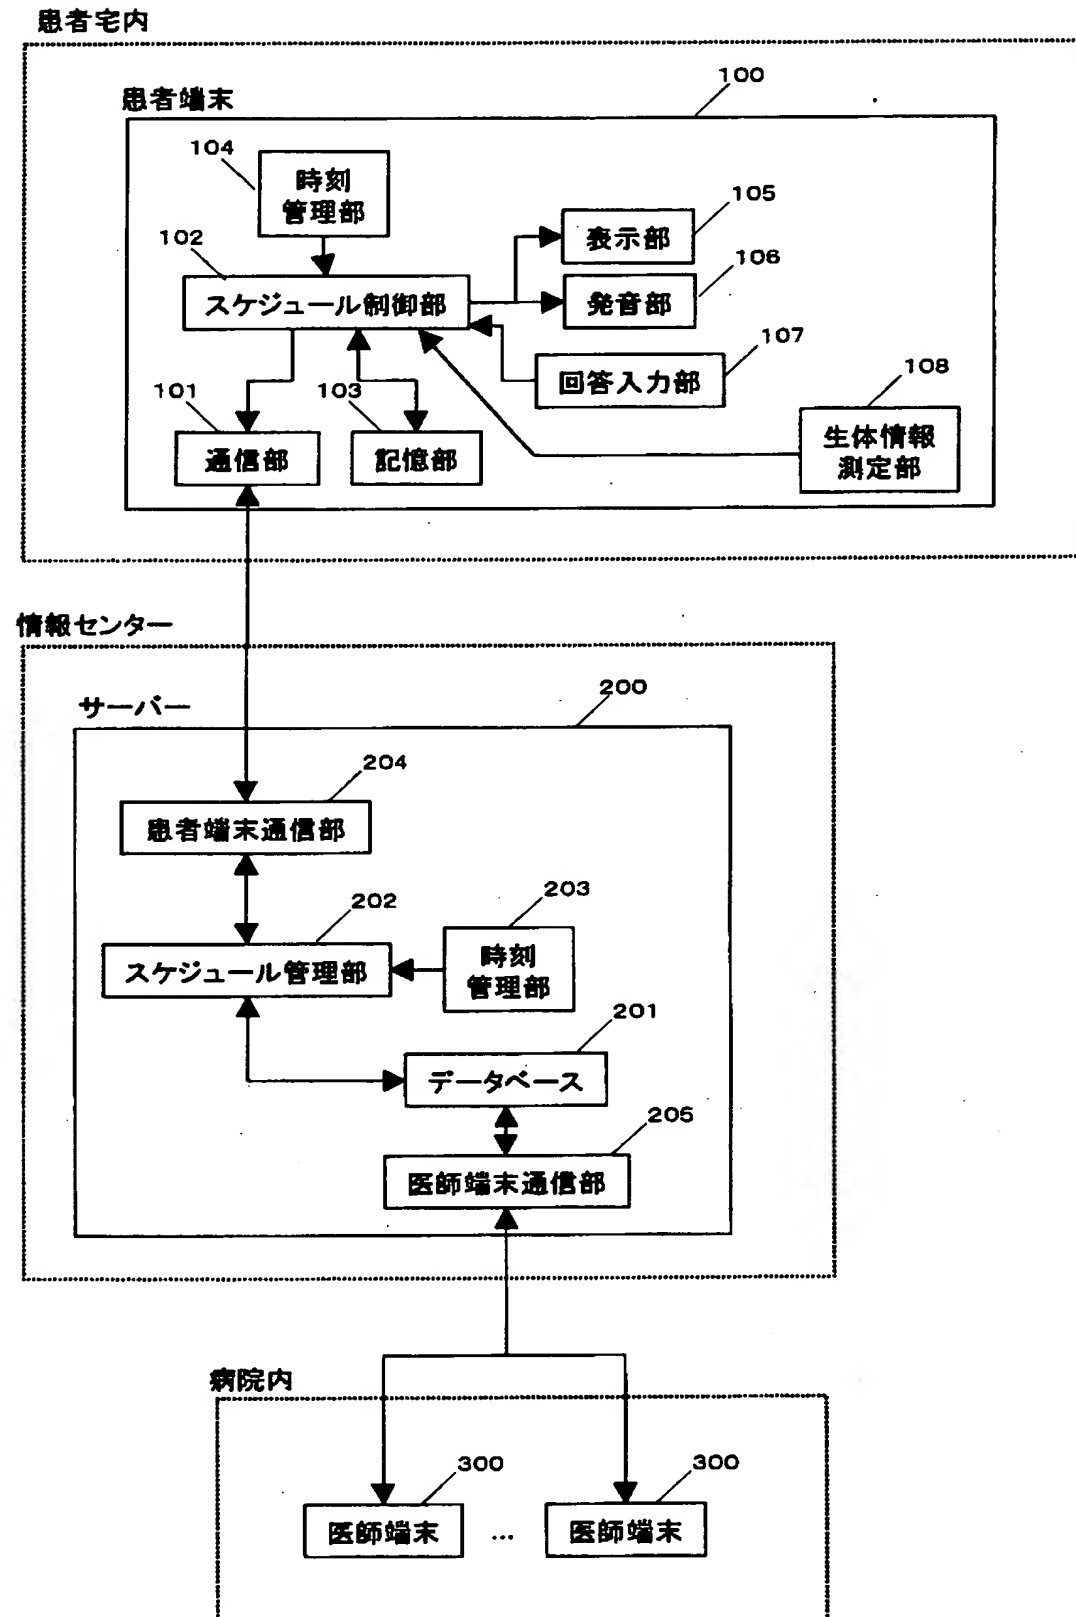 患者宅内
100
患者端末
104
時刻
管理部
105
表示部
102
106
スケジュール制御部
発音部
107
回答入力部
108
101
103
生体情報
測定部
通信部
記憶部
情報センター
200
サーバー
204
患者端末通信部
202
203
スケジュール管理部
時刻
管理部
201
データベース
205
医師端末通信部
病院内
300
300
医師端末
...
医師端末